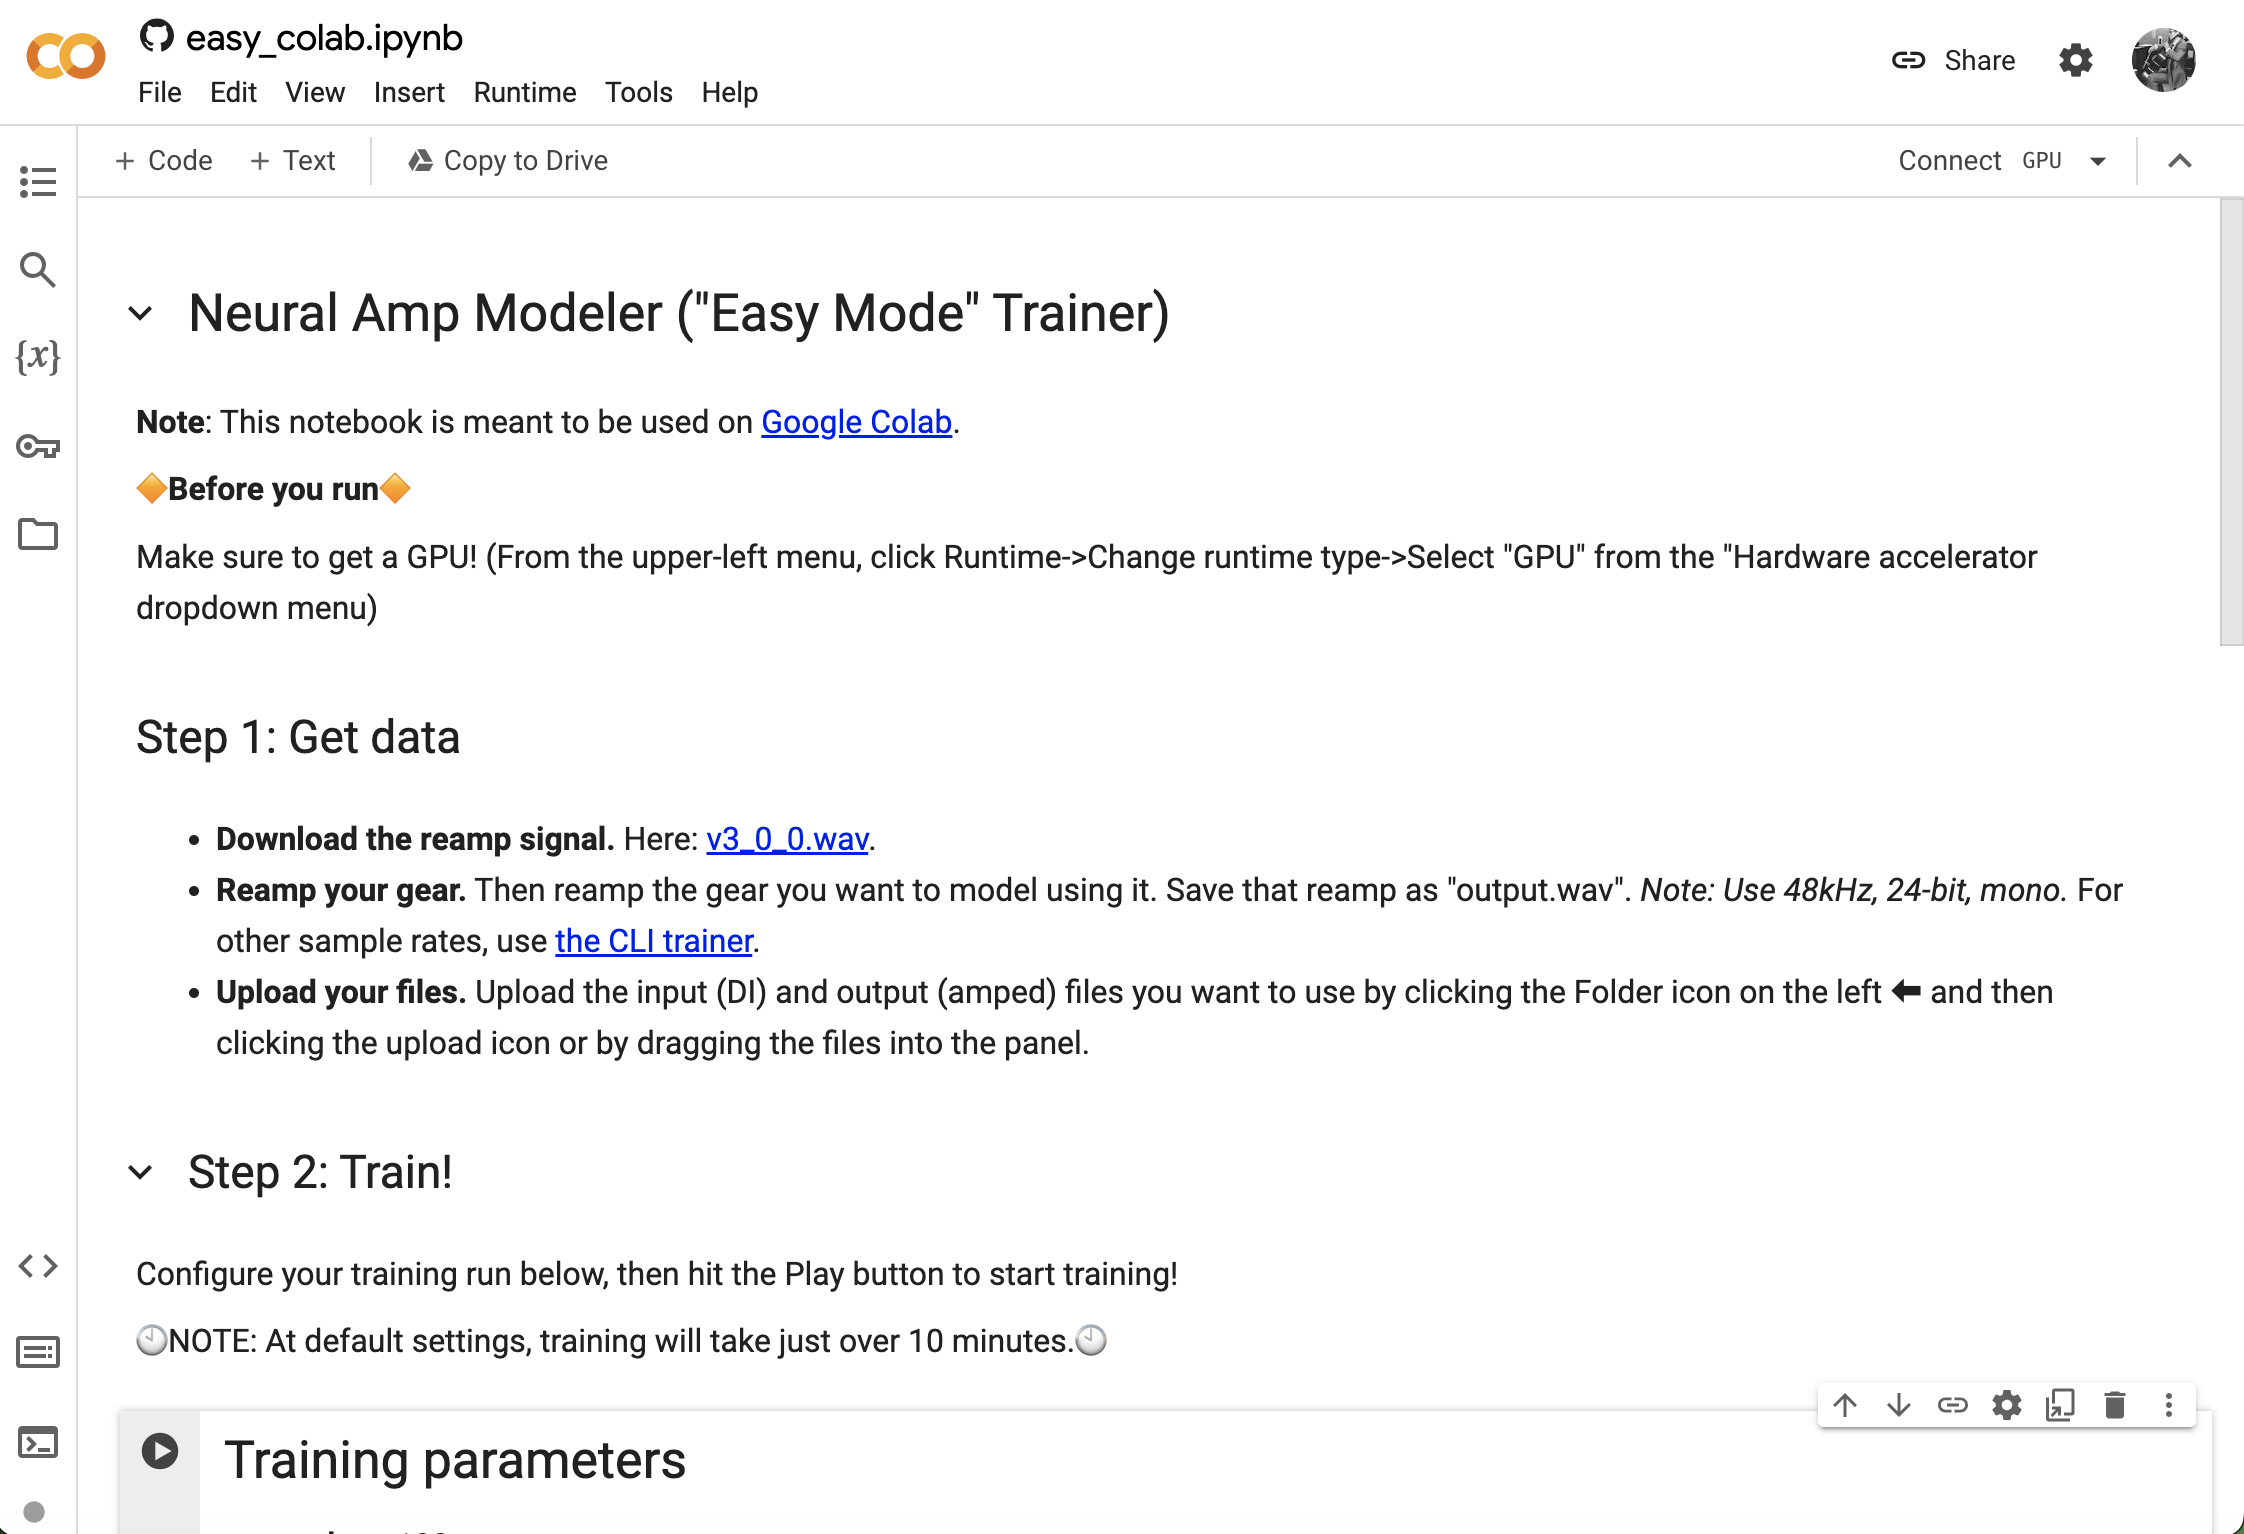 easy_colab.ipynb
Share
File Edit View Insert Runtime Tools Help
+ Code + Text Copy to Drive Connect GPU
{x}
Neural Amp Modeler ("Easy Mode" Trainer)
Note: This notebook is meant to be used on Google Colab.
🔶Before you run🔶
Make sure to get a GPU! (From the upper-left menu, click Runtime->Change runtime type->Select "GPU" from the "Hardware accelerator
dropdown menu)
Step 1: Get data
• Download the reamp signal. Here: v3_0_0.wav.
• Reamp your gear. Then reamp the gear you want to model using it. Save that reamp as "output.wav". Note: Use 48kHz, 24-bit, mono. For
other sample rates, use the CLI trainer.
• Upload your files. Upload the input (DI) and output (amped) files you want to use by clicking the Folder icon on the left ⬅ and then
clicking the upload icon or by dragging the files into the panel.
Step 2: Train!
Configure your training run below, then hit the Play button to start training!
🕙NOTE: At default settings, training will take just over 10 minutes.🕙
Training parameters